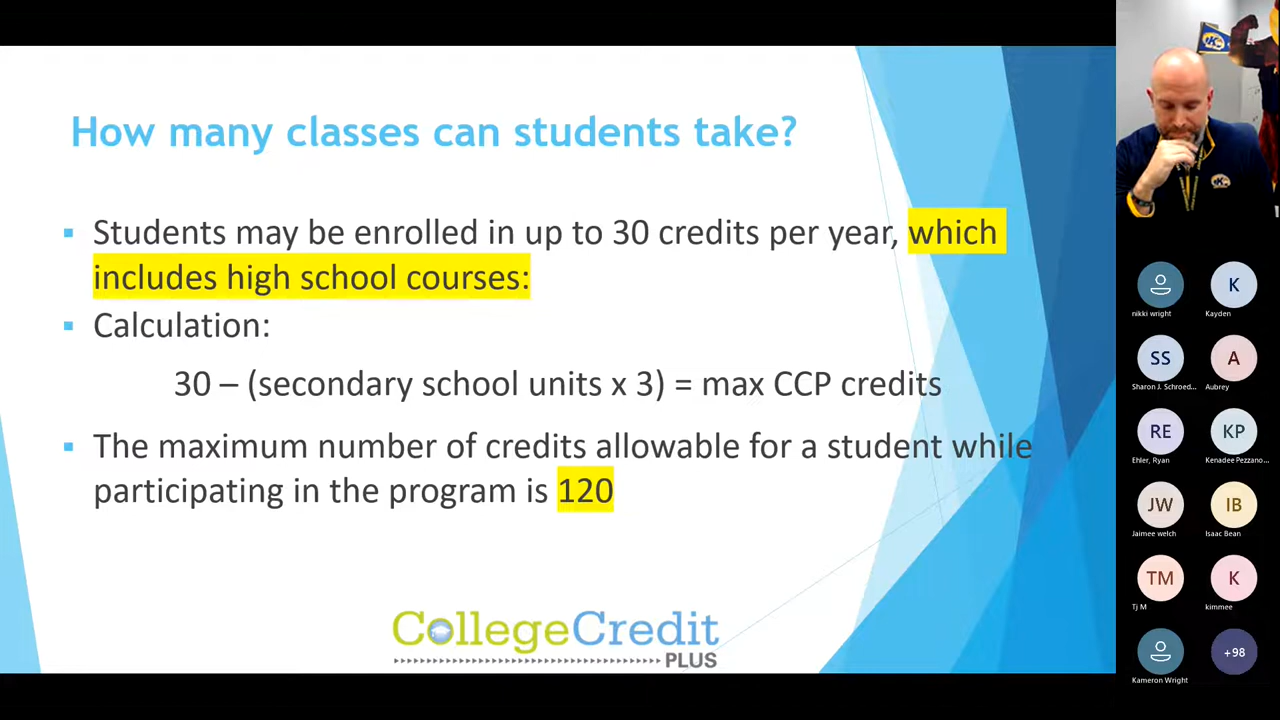 How many classes can students take?
Students may be enrolled in up to 30 credits per year, which
includes high school courses:
Calculation:
30 – (secondary school units x 3) = max CCP credits
The maximum number of credits allowable for a student while
participating in the program is 120
CollegeCredit
PLUS
nikki wright
K
Kayden
SS
Sharon J. Schroed...
A
Aubrey
RE
Ehler, Ryan
KP
Kenadee Pezzano...
JW
Jaimee welch
IB
Isaac Bean
TM
Tj M
K
kimmee
Kameron Wright
+98